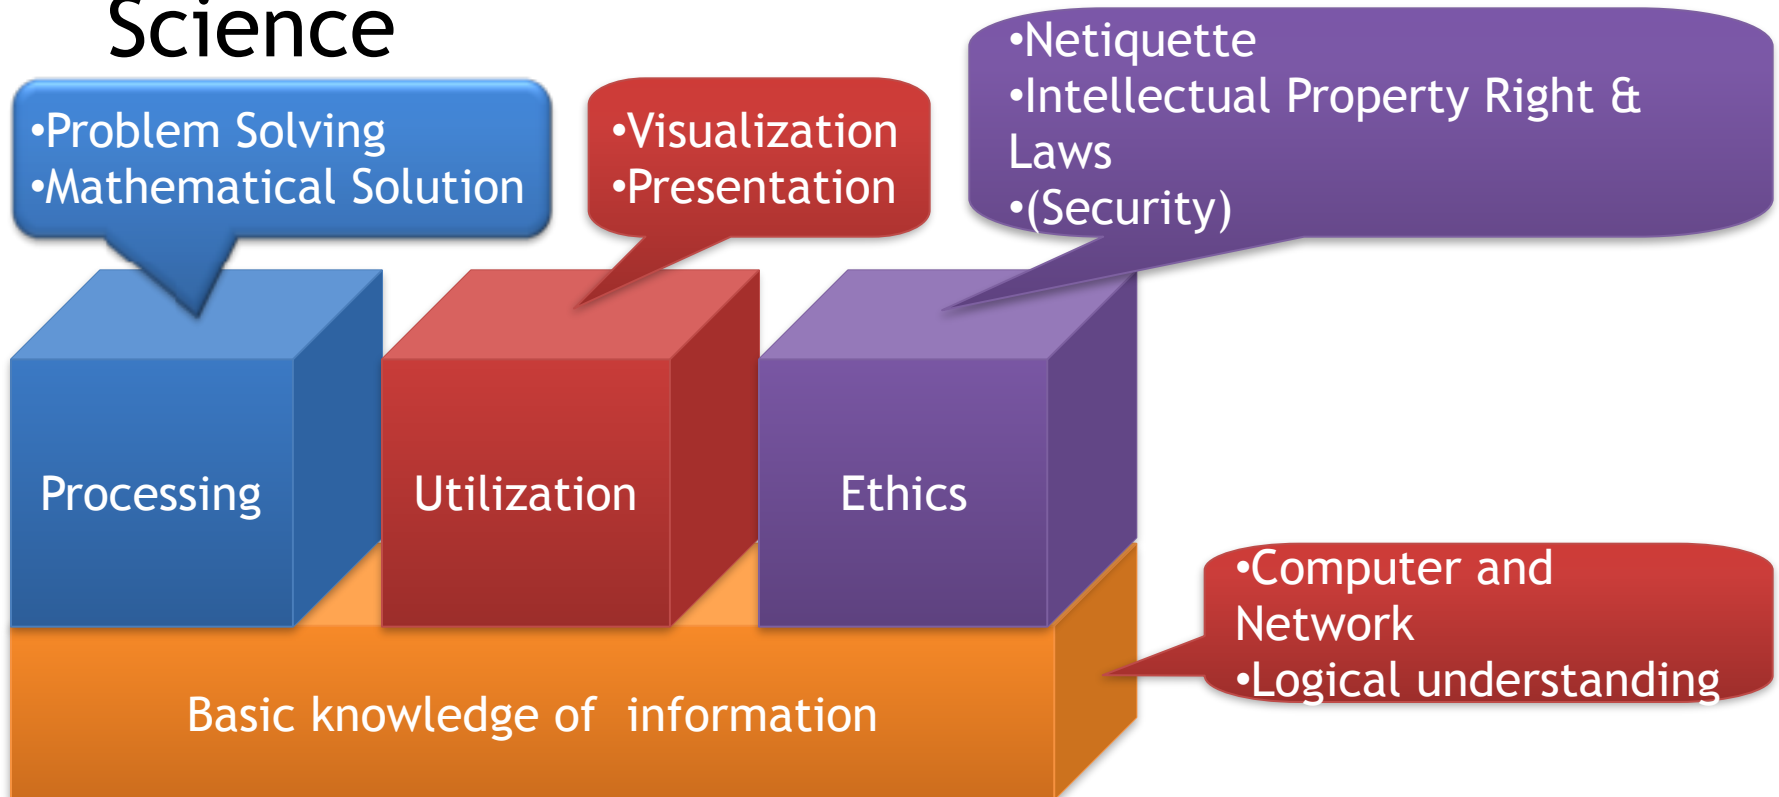 Science
•Problem Solving
•Mathematical Solution
•Visualization
•Presentation
•Netiquette
•Intellectual Property Right &
Laws
•(Security)
Processing
Utilization
Ethics
•Computer and
Network
•Logical understanding
Basic knowledge of  information